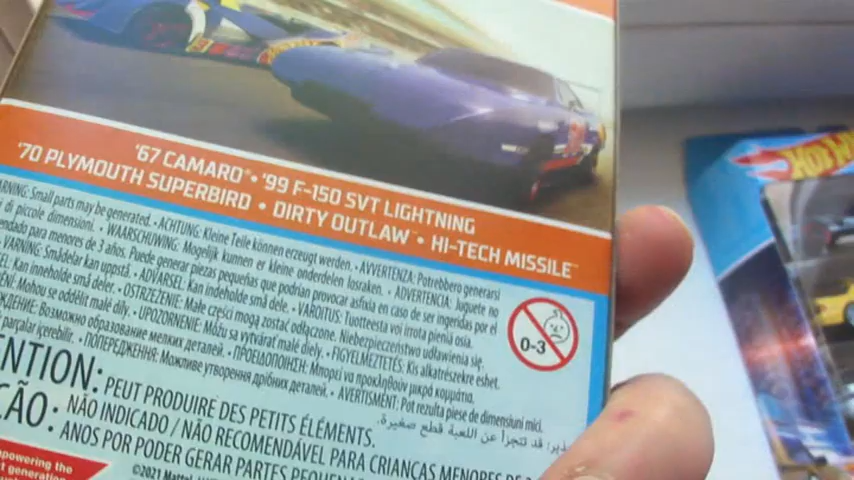 '67 CAMARO® • '99 F-150 SVT LIGHTNING
'70 PLYMOUTH SUPERBIRD • DIRTY OUTLAW™ • HI-TECH MISSILE™
WARNING: Small parts may be generated. • ACHTUNG: Kleine Teile können erzeugt werden. • AVVERTENZA: Potrebbero generarsi
di piccole dimensioni. • WAARSCHUWING: Mogelijk kunnen er kleine onderdelen losraken. • ADVERTENCIA: Juguete no
para menores de 3 años. Puede generar piezas pequeñas que podrían provocar asfixia en caso de ser ingeridas por el
VARNING: Smådelar kan uppstå. • ADVARSEL: Kan indeholde små dele. • VAROITUS: Tuotteesta voi irrota pieniä osia.
Kan inneholde små deler. • OSTRZEŻENIE: Małe części mogą zostać odłączone. Niebezpieczeństwo udławienia się.
Mohou se oddělit malé díly. • UPOZORNENIE: Môžu sa vytvárať malé diely. • FIGYELMEZTETÉS: Kis alkatrészekre eshet.
Возможно образование мелких деталей. • ΠΡΟΕΙΔΟΠΟΙΗΣΗ: Μπορεί να προκληθούν μικρά κομμάτια.
parçalar içerebilir. • ПОПЕРЕДЖЕННЯ: Можливе утворення дрібних деталей. • AVERTISMENT: Pot rezulta piese de dimensiuni mici.
قد تتجزأ عن اللعبة قطع صغيرة.
0-3
PEUT PRODUIRE DES PETITS ÉLÉMENTS.
NÃO INDICADO / NÃO RECOMENDÁVEL PARA CRIANÇAS MENORES DE
ANOS POR PODER GERAR PARTES
©2021 Mattel.
generation
HOT